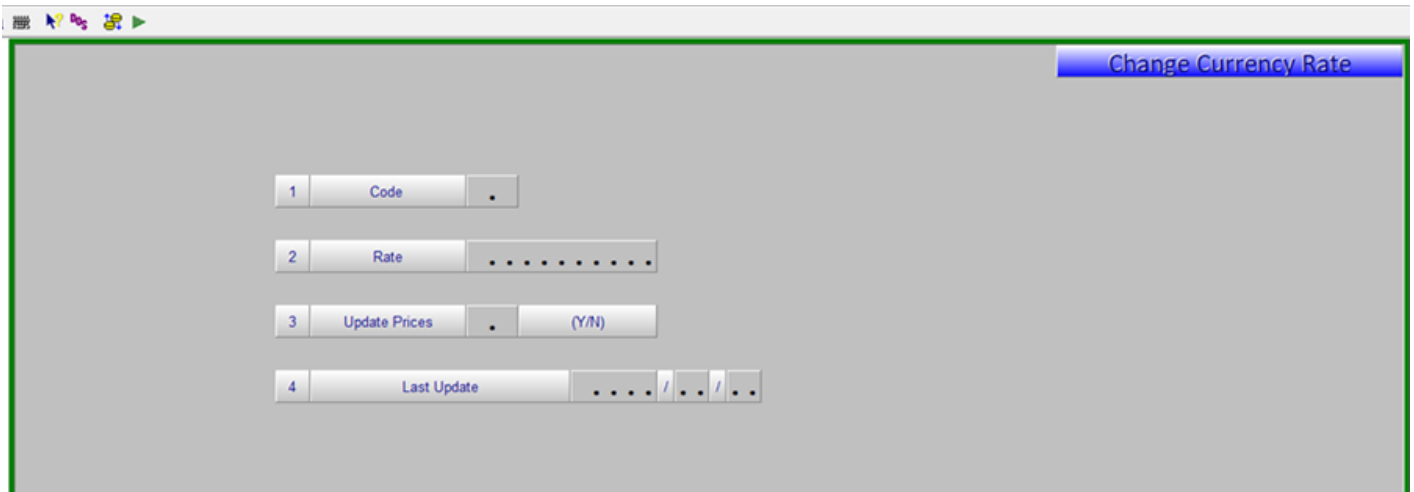 Change Currency Rate
1 Code .
2 Rate . . . . . . . . . .
3 Update Prices . (Y/N)
4 Last Update . . . . / . . / . .